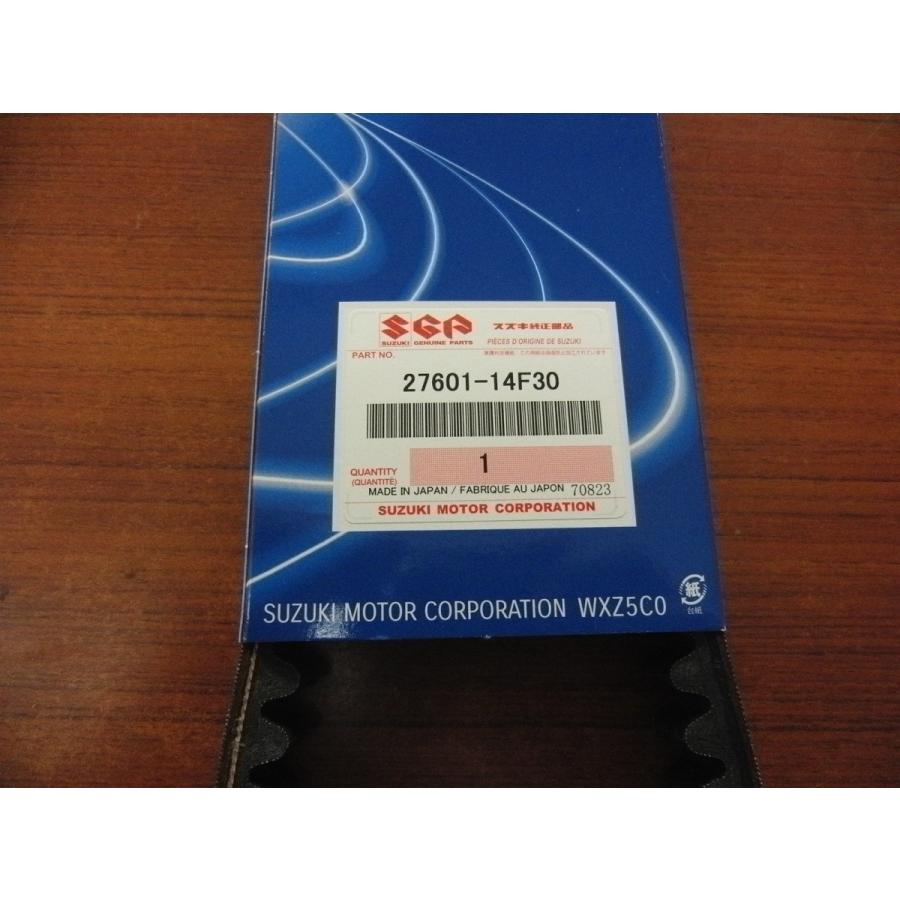 SGP スズキ純正部品
SUZUKI GENUINE PARTS PIÈCES D'ORIGINE DE SUZUKI
PART NO.
27601-14F30
QUANTITY 1
(QUANTITÉ)
MADE IN JAPAN / FABRIQUE AU JAPON 70823
SUZUKI MOTOR CORPORATION
SUZUKI MOTOR CORPORATION WXZ5C0
紙
台紙